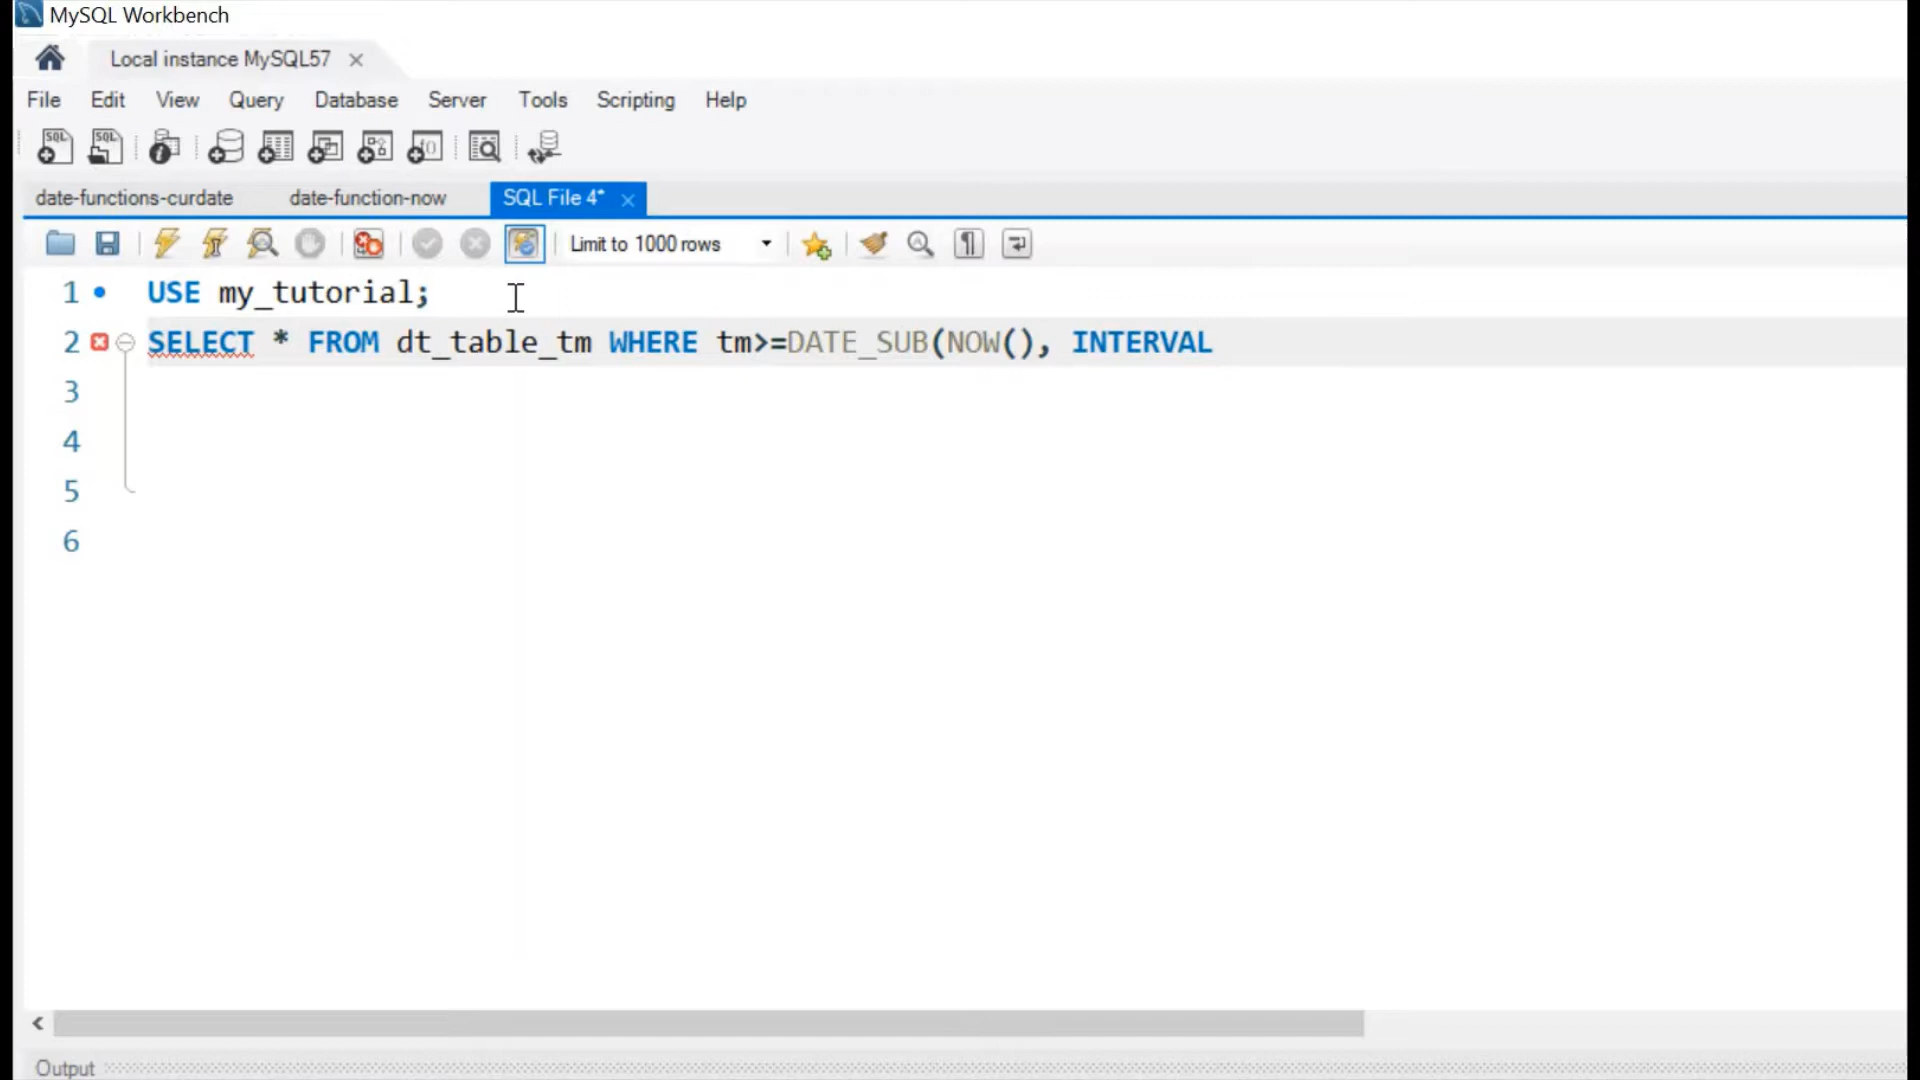 MySQL Workbench
Local instance MySQL57
File Edit View Query Database Server Tools Scripting Help
SQL SQL
date-functions-curdate date-function-now SQL File 4*
Limit to 1000 rows
1 USE my_tutorial;
2 SELECT * FROM dt_table_tm WHERE tm>=DATE_SUB(NOW(), INTERVAL
3
4
5
6
Output